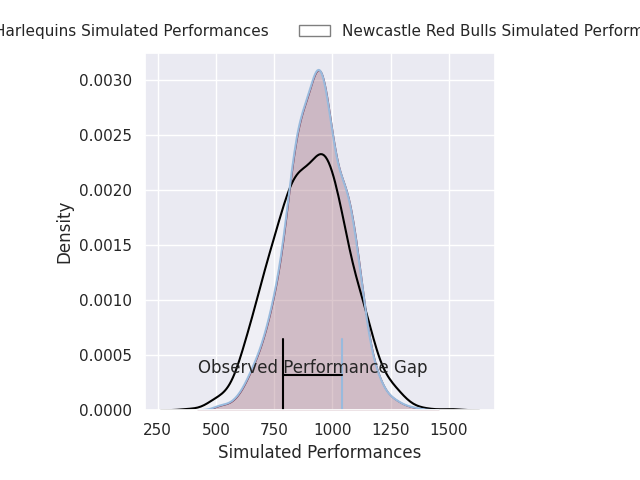 Harlequins Simulated Performances
Newcastle Red Bulls Simulated Perform
0.0030
0.0025
0.0020
0.0015
0.0010
0.0005
0.0000
Density
Observed Performance Gap
250 500 750 1000 1250 1500
Simulated Performances